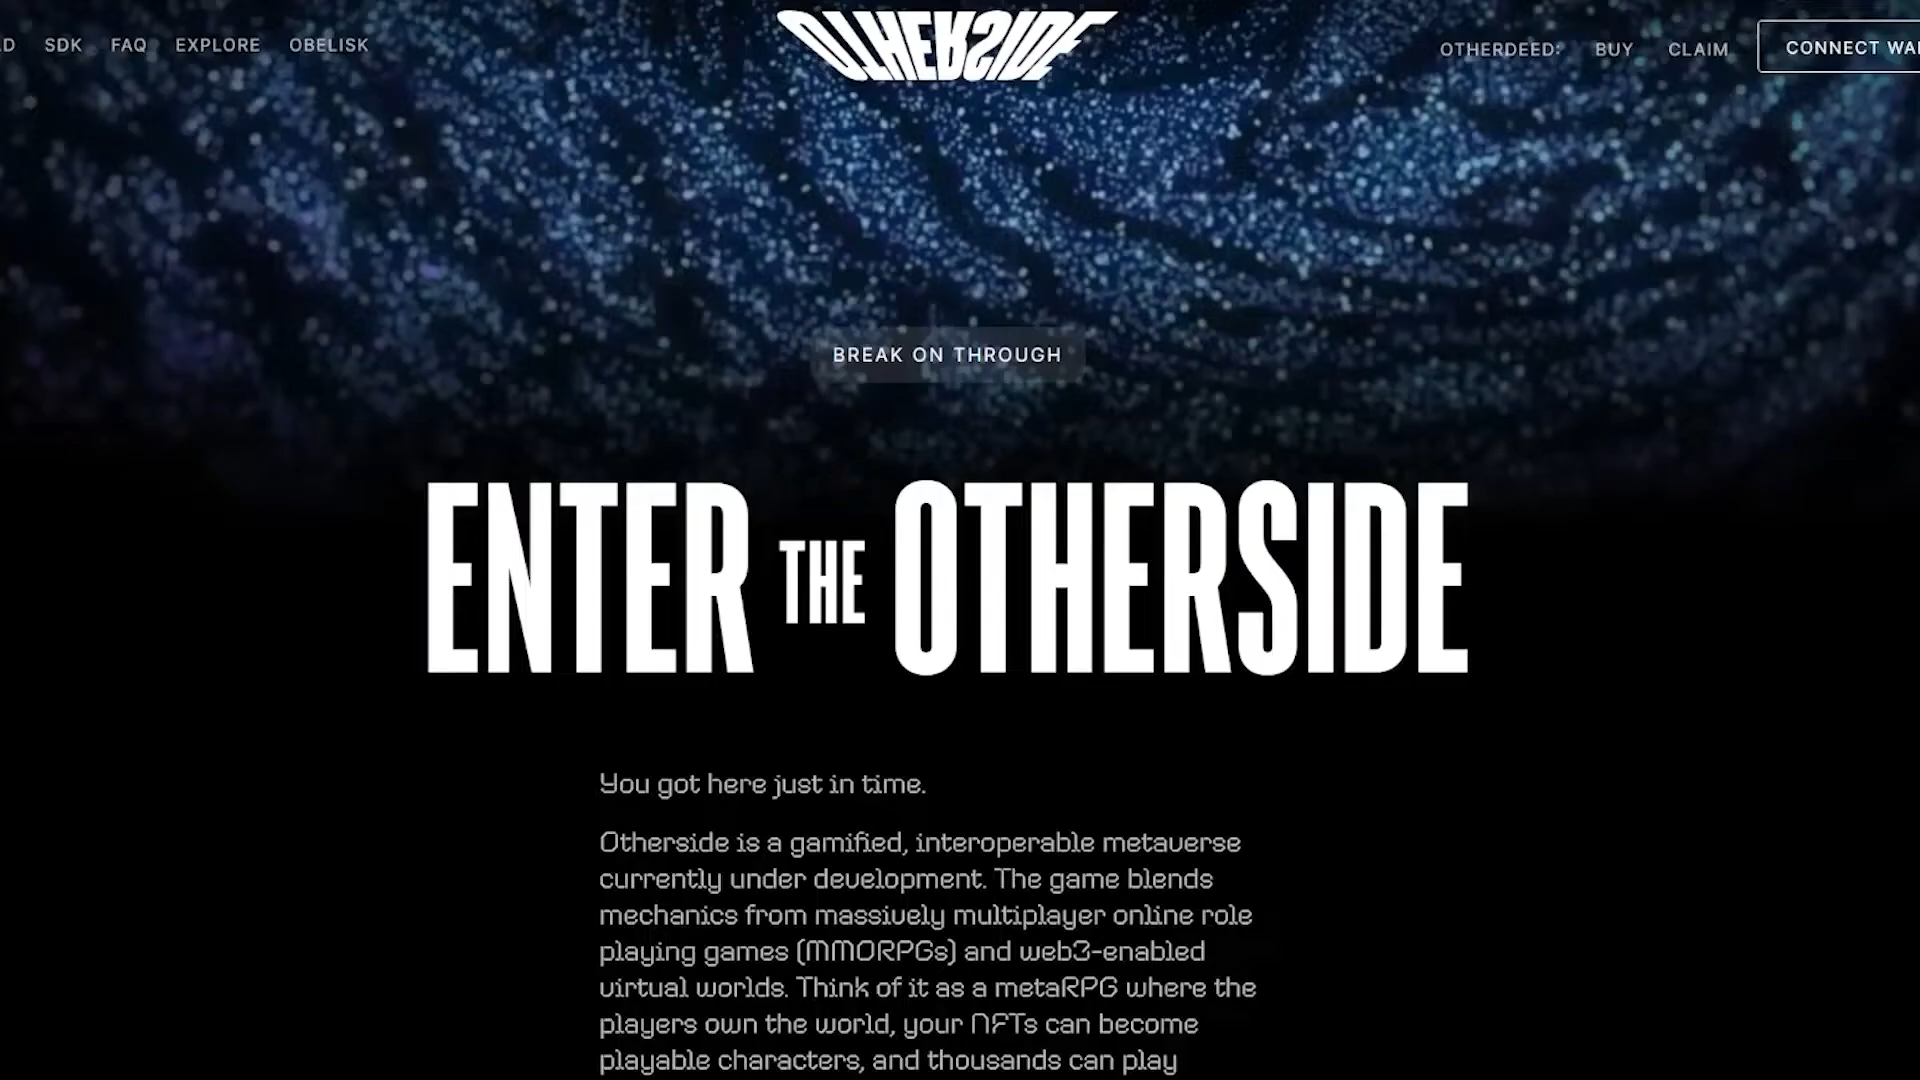 SDK FAQ EXPLORE OBELISK
OTHERSIDE
OTHERDEED: BUY CLAIM CONNECT
BREAK ON THROUGH
ENTER THE OTHERSIDE
You got here just in time.
Otherside is a gamified, interoperable metaverse
currently under development. The game blends
mechanics from massively multiplayer online role
playing games (MMORPGs) and web3-enabled
virtual worlds. Think of it as a metaRPG where the
players own the world, your NFTs can become
playable characters, and thousands can play